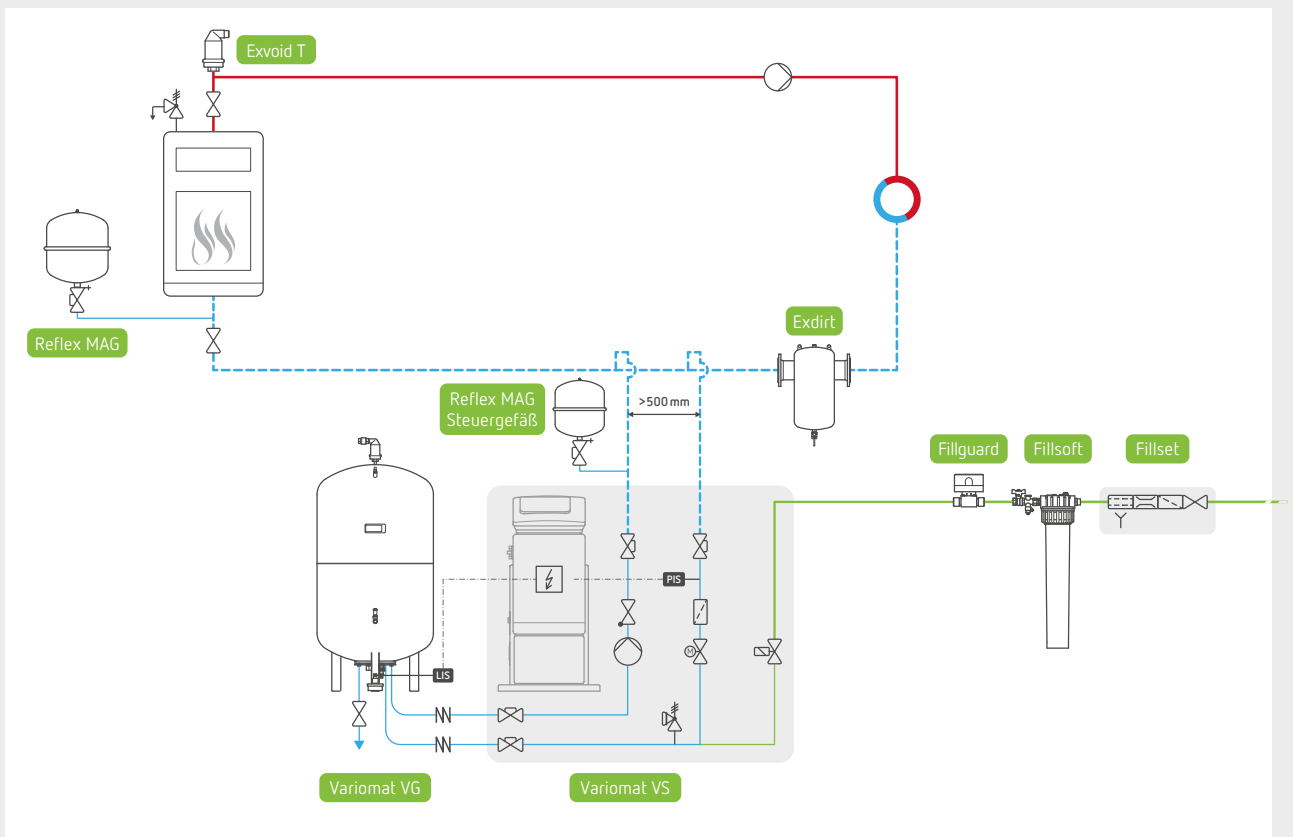 Exvoid T
Reflex MAG
Exdirt
Reflex MAG
Steuergefäß
>500 mm
Fillguard
Fillsoft
Fillset
PIS
M
LIS
Variomat VG
Variomat VS